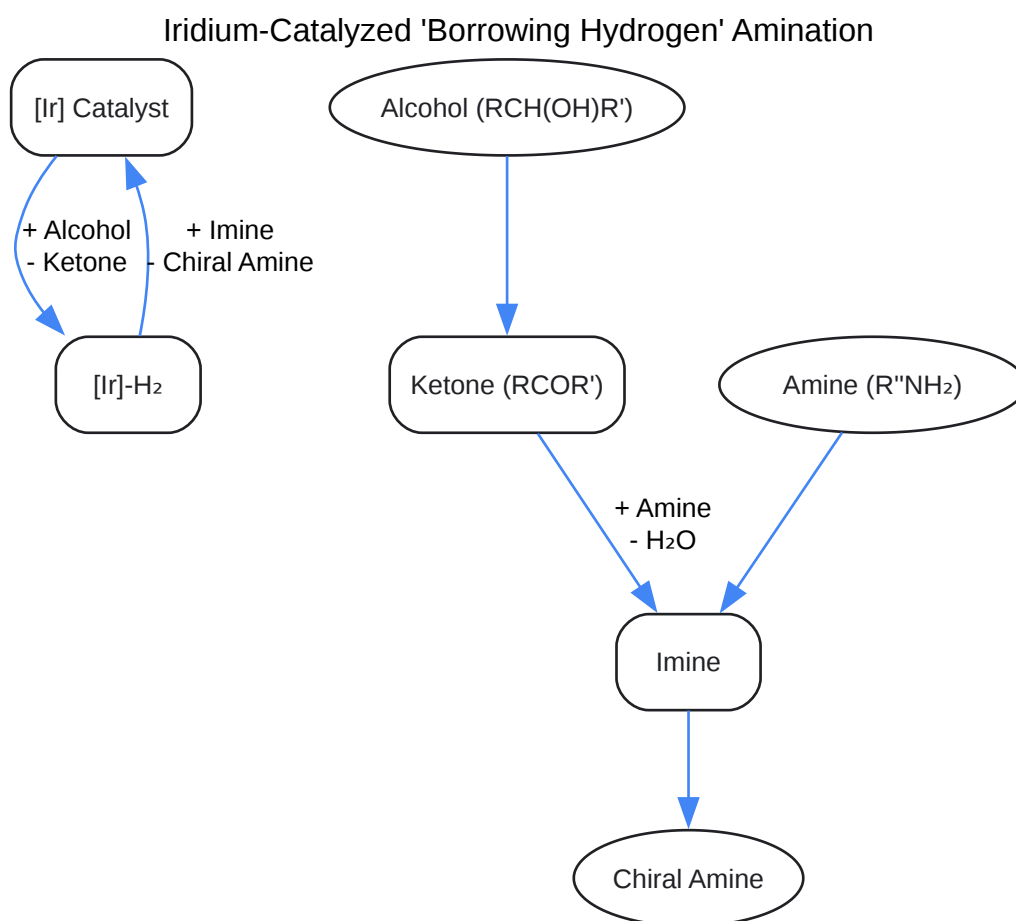 Iridium-Catalyzed 'Borrowing Hydrogen' Amination
[Ir] Catalyst
Alcohol (RCH(OH)R')
+ Alcohol
- Ketone
+ Imine
- Chiral Amine
[Ir]-H₂
Ketone (RCOR')
Amine (R"NH₂)
+ Amine
- H₂O
Imine
Chiral Amine